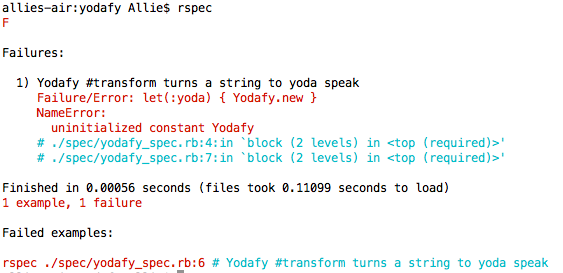 allies-air:yodafy Allie$ rspec
F
Failures:
1) Yodafy #transform turns a string to yoda speak
Failure/Error: let(:yoda) { Yodafy.new }
NameError:
uninitialized constant Yodafy
# ./spec/yodafy_spec.rb:4:in `block (2 levels) in <top (required)>'
# ./spec/yodafy_spec.rb:7:in `block (2 levels) in <top (required)>'
Finished in 0.00056 seconds (files took 0.11099 seconds to load)
1 example, 1 failure
Failed examples:
rspec ./spec/yodafy_spec.rb:6 # Yodafy #transform turns a string to yoda speak